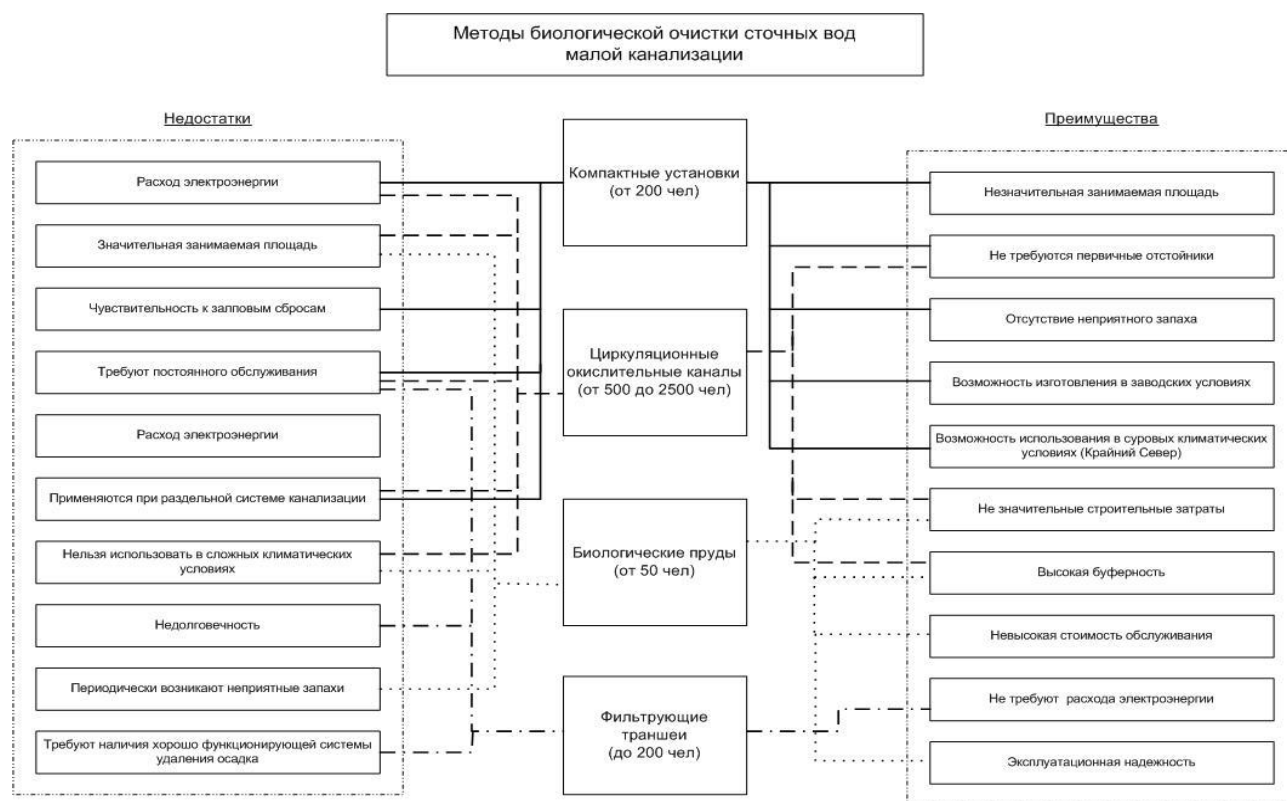 Методы биологической очистки сточных вод
малой канализации
Недостатки
Расход электроэнергии
Значительная занимаемая площадь
Чувствительность к залповым сбросам
Требуют постоянного обслуживания
Расход электроэнергии
Применяются при раздельной системе канализации
Нельзя использовать в сложных климатических
условиях
Недолговечность
Периодически возникают неприятные запахи
Требуют наличия хорошо функционирующей системы
удаления осадка
Компактные установки
(от 200 чел)
Циркуляционные
окислительные каналы
(от 500 до 2500 чел)
Биологические пруды
(от 50 чел)
Фильтрующие
траншеи
(до 200 чел)
Преимущества
Незначительная занимаемая площадь
Не требуются первичные отстойники
Отсутствие неприятного запаха
Возможность изготовления в заводских условиях
Возможность использования в суровых климатических
условиях (Крайний Север)
Не значительные строительные затраты
Высокая буферность
Невысокая стоимость обслуживания
Не требуют расхода электроэнергии
Эксплуатационная надежность